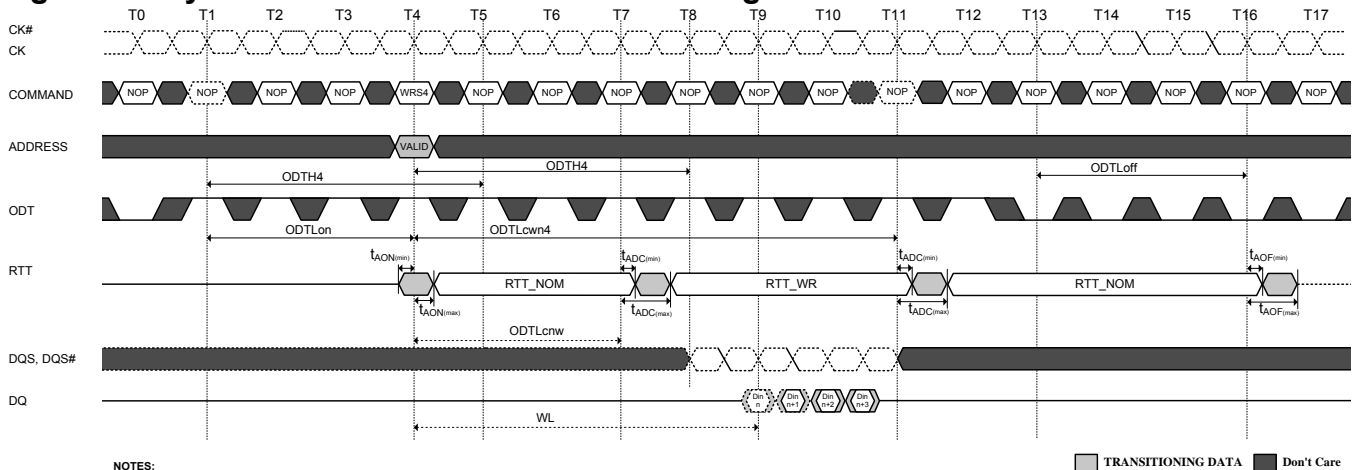 T0 T1 T2 T3 T4 T5 T6 T7 T8 T9 T10 T11 T12 T13 T14 T15 T16 T17
CK#
CK
COMMAND NOP NOP NOP NOP WRS4 NOP NOP NOP NOP NOP NOP NOP NOP NOP NOP NOP NOP NOP
ADDRESS VALID
ODTH4 ODTH4 ODTLoff
ODT
ODTLon ODTLcwn4
tAON(min) tADC(min) tADC(min) tAOF(min)
RTT RTT_NOM RTT_WR RTT_NOM
tAON(max) tADC(max) tADC(max) tAOF(max)
ODTLcnw
DQS, DQS#
DQ Din n Din n+1 Din n+2 Din n+3
WL
NOTES: TRANSITIONING DATA Don't Care